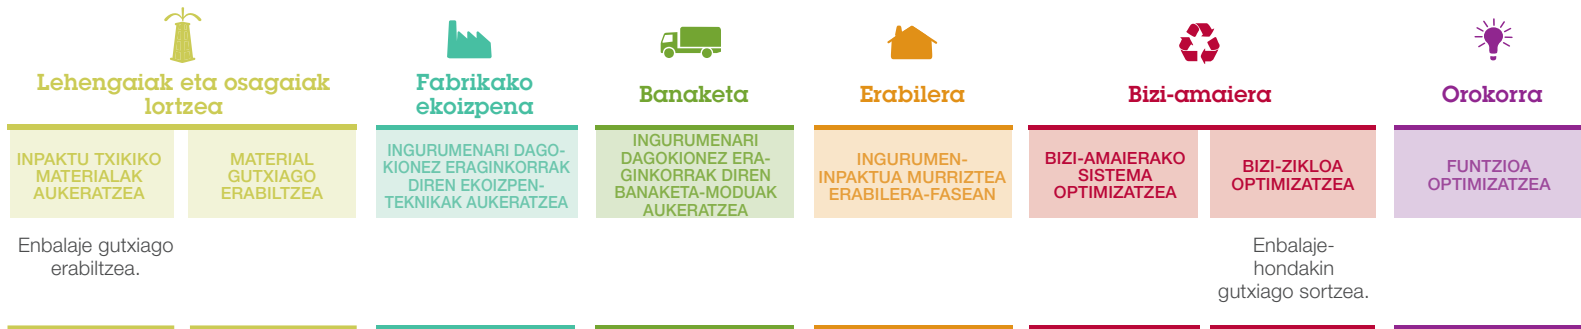 Lehengaiak eta osagaiak
lortzea
Fabrikako
ekoizpena
Banaketa
Erabilera
Bizi-amaiera
Orokorra
INPAKTU TXIKIKO
MATERIALAK
AUKERATZEA
MATERIAL
GUTXIAGO
ERABILTZEA
INGURUMENARI DAGO-
KIONEZ ERAGINKORRAK
DIREN EKOIZPEN-
TEKNIKAK AUKERATZEA
INGURUMENARI
DAGOKIONEZ ERA-
GINKORRAK DIREN
BANAKETA-MODUAK
AUKERATZEA
INGURUMEN-
INPAKTUA MURRIZTEA
ERABILERA-FASEAN
BIZI-AMAIERAKO
SISTEMA
OPTIMIZATZEA
BIZI-ZIKLOA
OPTIMIZATZEA
FUNTZIOA
OPTIMIZATZEA
Enbalaje gutxiago
erabiltzea.
Enbalaje-
hondakin
gutxiago sortzea.